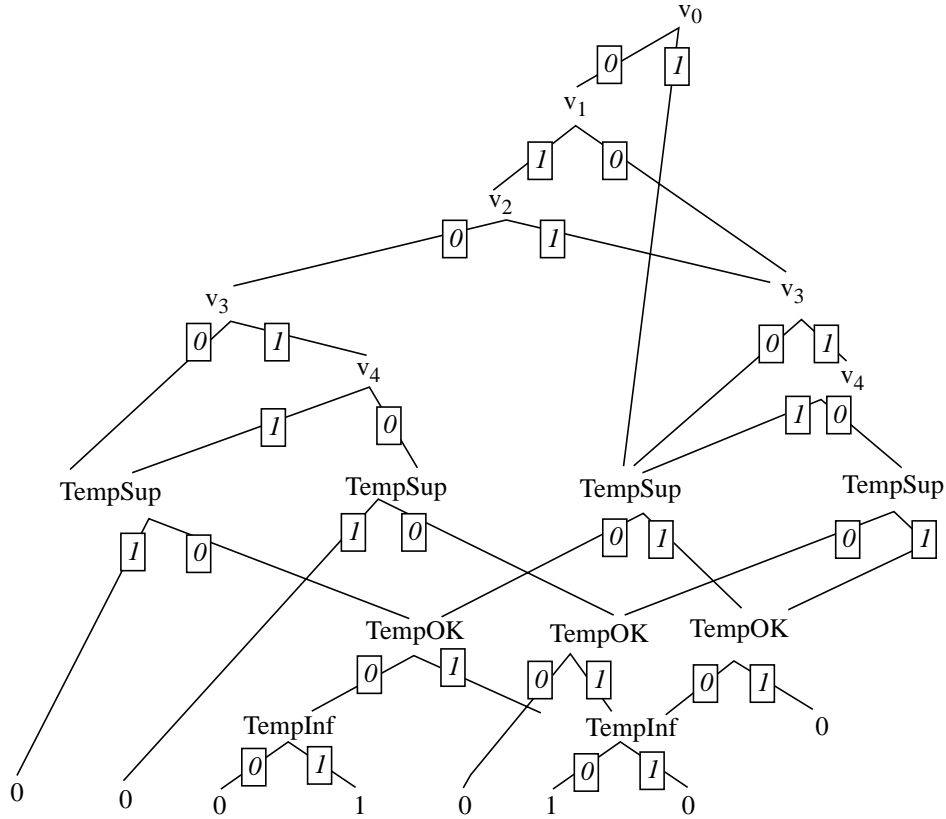 v0
0 1
v1
1 0
v2
0 1
v3 v3
0 1 0 1
v4 v4
1 0 1 0
TempSup TempSup TempSup TempSup
1 0 1 0 0 1 0 1
TempOK TempOK TempOK
0 1 0 1 0 1
TempInf TempInf 0
0 1 0 1
0 0 0 1 0 1 0